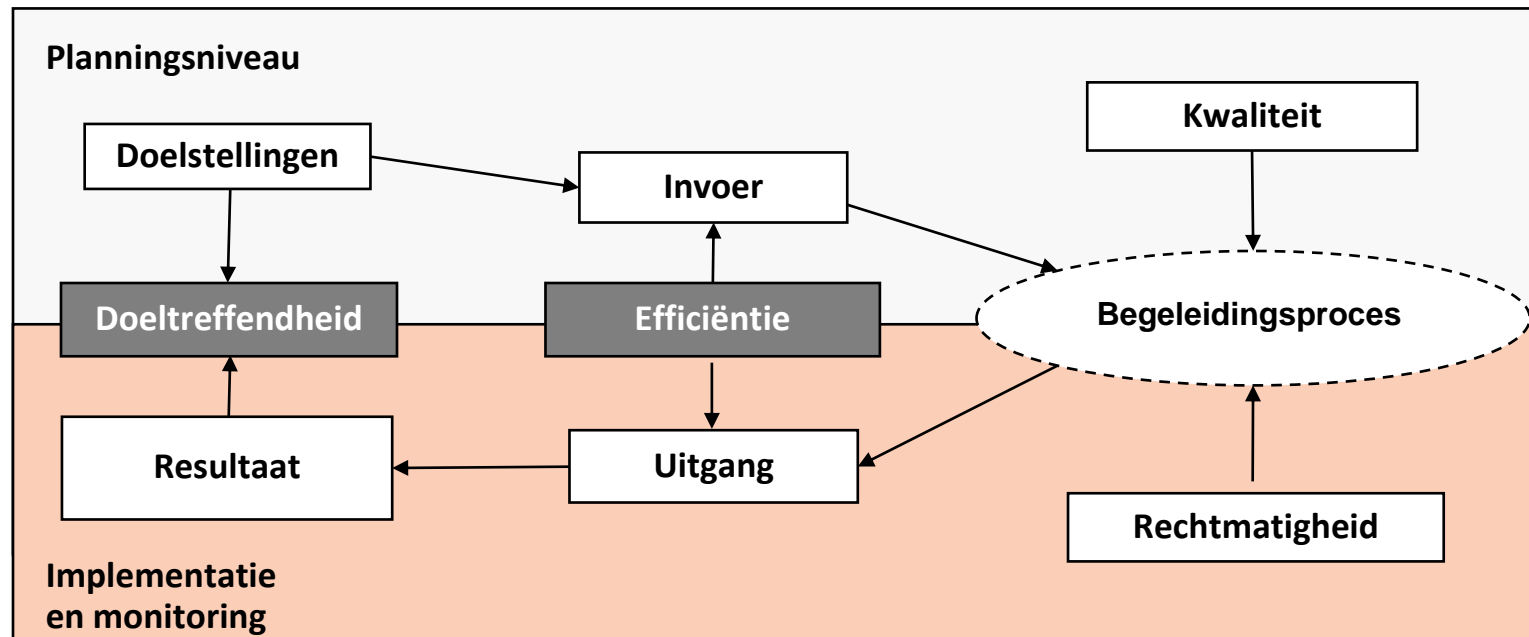 Planningsniveau
Kwaliteit
Doelstellingen
Invoer
Doeltreffendheid
Efficiëntie
Begeleidingsproces
Resultaat
Uitgang
Rechtmatigheid
Implementatie
en monitoring